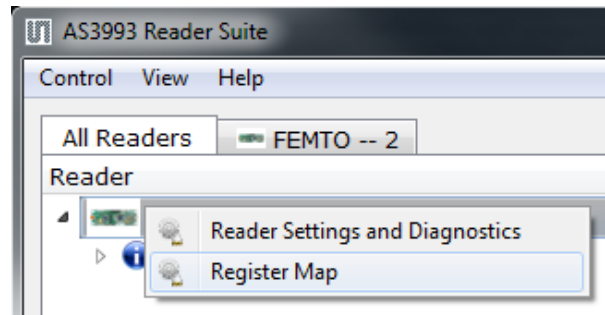 AS3993 Reader Suite
Control View Help
All Readers FEMTO -- 2
Reader
Reader Settings and Diagnostics
Register Map